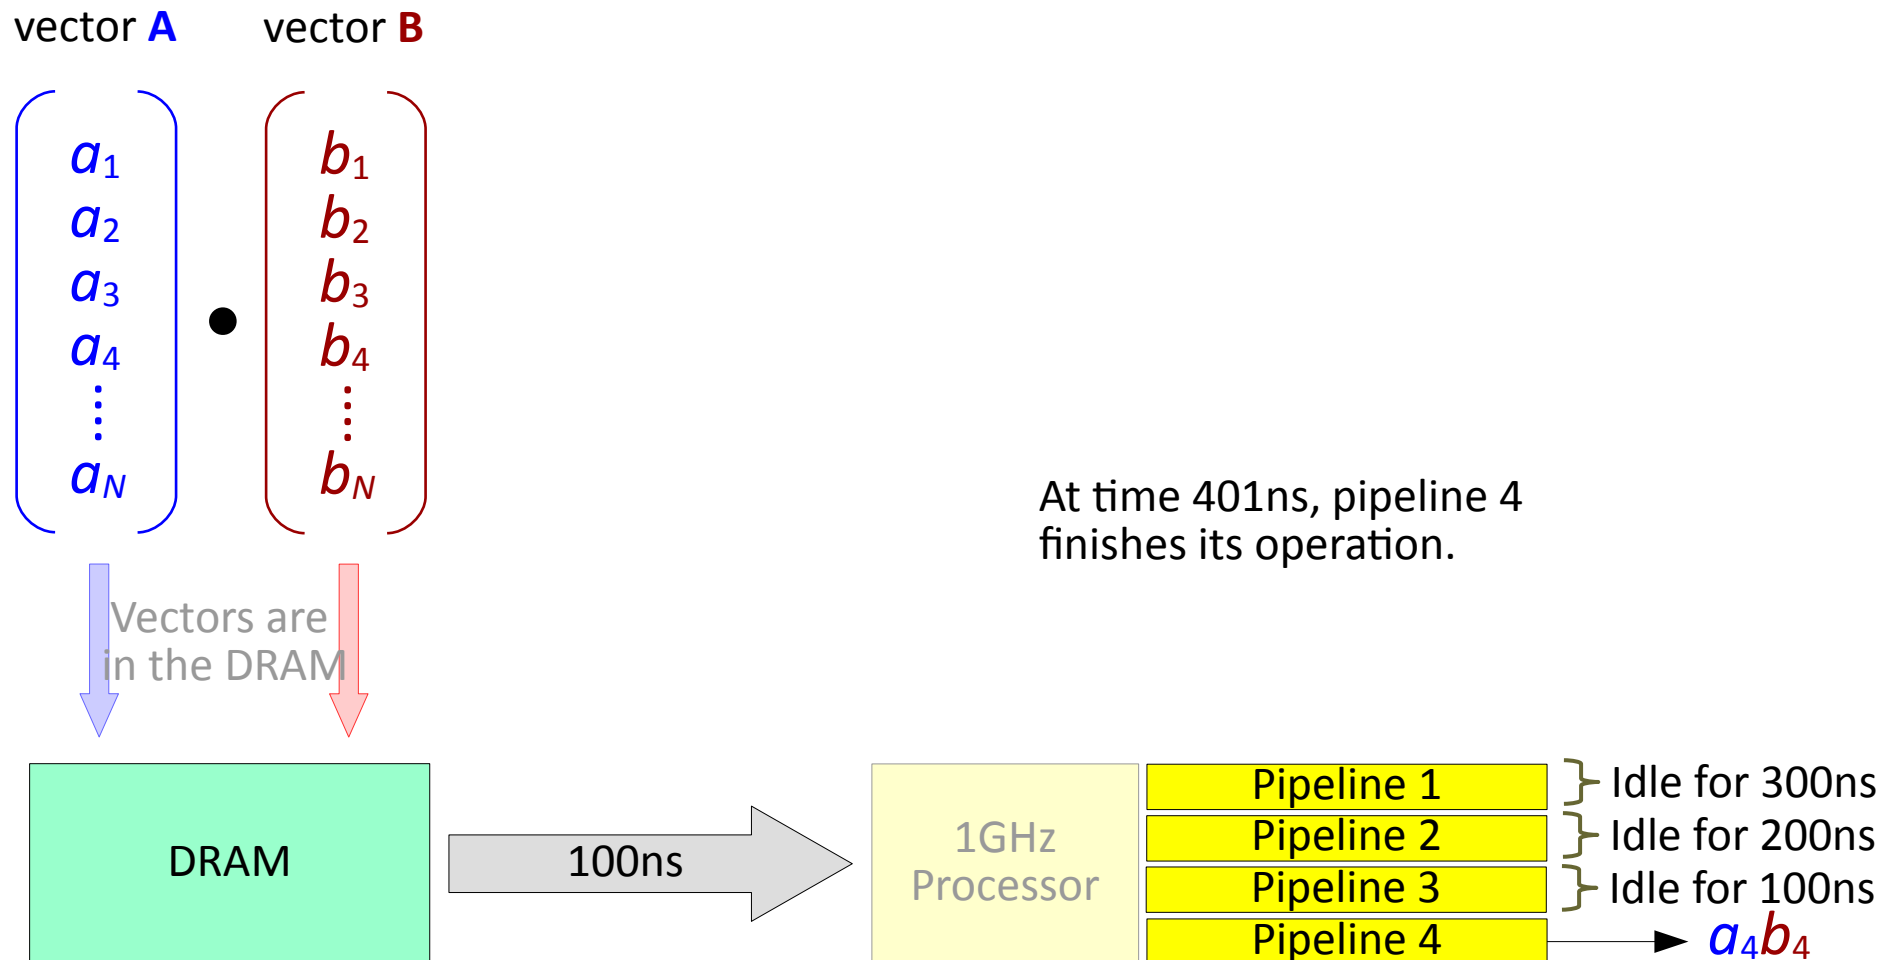 vector A vector B
a1 b1
a2 b2
a3 b3
a4 b4
aN bN
At time 401ns, pipeline 4
finishes its operation.
Vectors are
in the DRAM
DRAM
100ns
1GHz
Processor
Pipeline 1 Idle for 300ns
Pipeline 2 Idle for 200ns
Pipeline 3 Idle for 100ns
Pipeline 4 a4b4